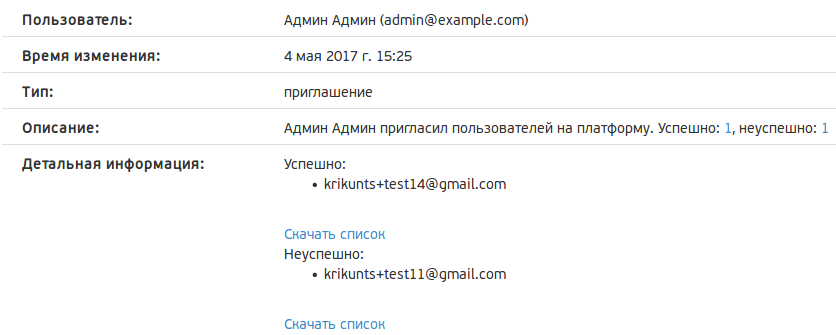 Пользователь: Админ Админ (admin@example.com)
Время изменения: 4 мая 2017 г. 15:25
Тип: приглашение
Описание: Админ Админ пригласил пользователей на платформу. Успешно: 1, неуспешно: 1
Детальная информация: Успешно:
• krikunts+test14@gmail.com
Скачать список
Неуспешно:
• krikunts+test11@gmail.com
Скачать список